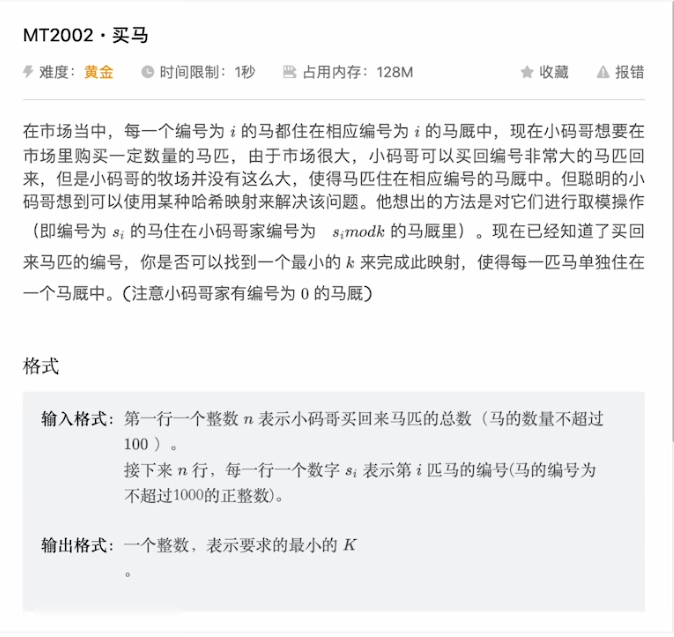 MT2002・买马
难度：黄金 时间限制：1秒 占用内存：128M 收藏 报错
在市场当中，每一个编号为 i 的马都住在相应编号为 i 的马厩中，现在小码哥想要在
市场里购买一定数量的马匹，由于市场很大，小码哥可以买回编号非常大的马匹回
来，但是小码哥的牧场并没有这么大，使得马匹住在相应编号的马厩中。但聪明的小
码哥想到可以使用某种哈希映射来解决该问题。他想出的方法是对它们进行取模操作
（即编号为 sᵢ 的马住在小码哥家编号为 sᵢmodk 的马厩里）。现在已经知道了买回
来马匹的编号，你是否可以找到一个最小的 k 来完成此映射，使得每一匹马单独住在
一个马厩中。(注意小码哥家有编号为 0 的马厩)
格式
输入格式：第一行一个整数 n 表示小码哥买回来马匹的总数（马的数量不超过
100 ）。
接下来 n 行，每一行一个数字 sᵢ 表示第 i 匹马的编号(马的编号为
不超过1000的正整数)。
输出格式：一个整数，表示要求的最小的 K
。